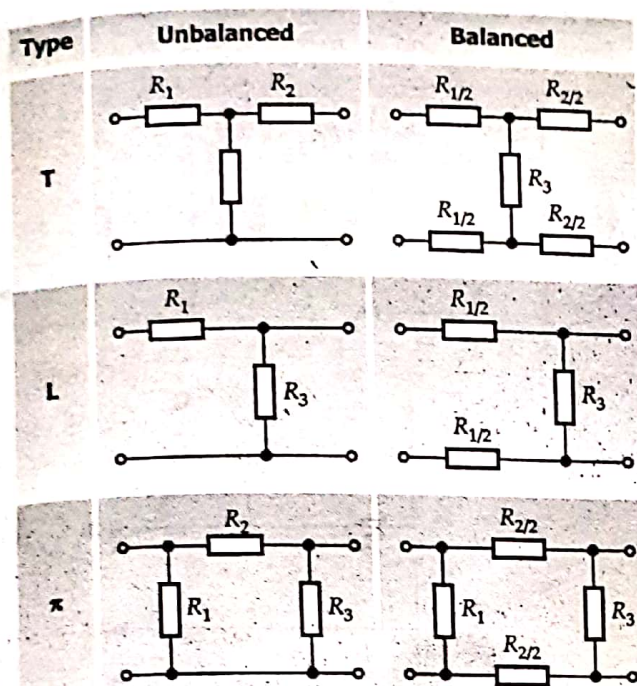 Type Unbalanced Balanced
T R1 R2 R1/2 R2/2
R3
R1/2 R2/2
L R1 R1/2
R3 R3
R1/2
π R2 R2/2
R1 R3 R1 R3
R2/2